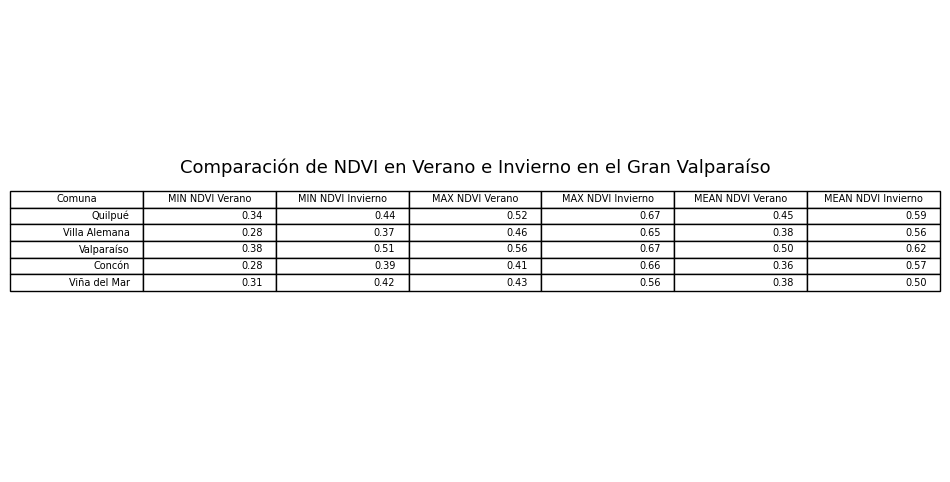 Comparación de NDVI en Verano e Invierno en el Gran Valparaíso
Comuna MIN NDVI Verano MIN NDVI Invierno MAX NDVI Verano MAX NDVI Invierno MEAN NDVI Verano MEAN NDVI Invierno
Quilpué 0.34 0.44 0.52 0.67 0.45 0.59
Villa Alemana 0.28 0.37 0.46 0.65 0.38 0.56
Valparaíso 0.38 0.51 0.56 0.67 0.50 0.62
Concón 0.28 0.39 0.41 0.66 0.36 0.57
Viña del Mar 0.31 0.42 0.43 0.56 0.38 0.50